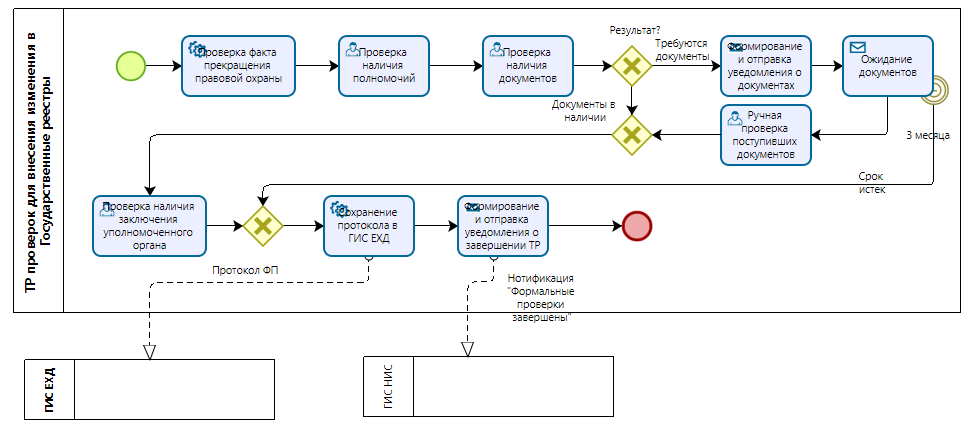 ТР проверок для внесения изменения в
Государственные реестры
Проверка факта
прекращения
правовой охраны
Проверка
наличия
полномочий
Проверка
наличия
документов
Результат?
Требуются
документы
Формирование
и отправка
уведомления о
документах
Ожидание
документов
3 месяца
Документы в
наличии
Ручная
проверка
поступивших
документов
Срок
истек
Проверка наличия
заключения
уполномоченного
органа
Сохранение
протокола в
ГИС ЕХД
Формирование
и отправка
уведомления о
завершении ТР
Протокол ФП
Нотификация
"Формальные
проверки
завершены"
ГИС ЕХД
ГИС НИС